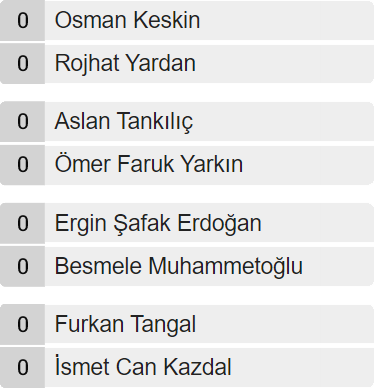 0 Osman Keskin
0 Rojhat Yardan
0 Aslan Tankılıç
0 Ömer Faruk Yarkın
0 Ergin Şafak Erdoğan
0 Besmele Muhammetoğlu
0 Furkan Tangal
0 İsmet Can Kazdal